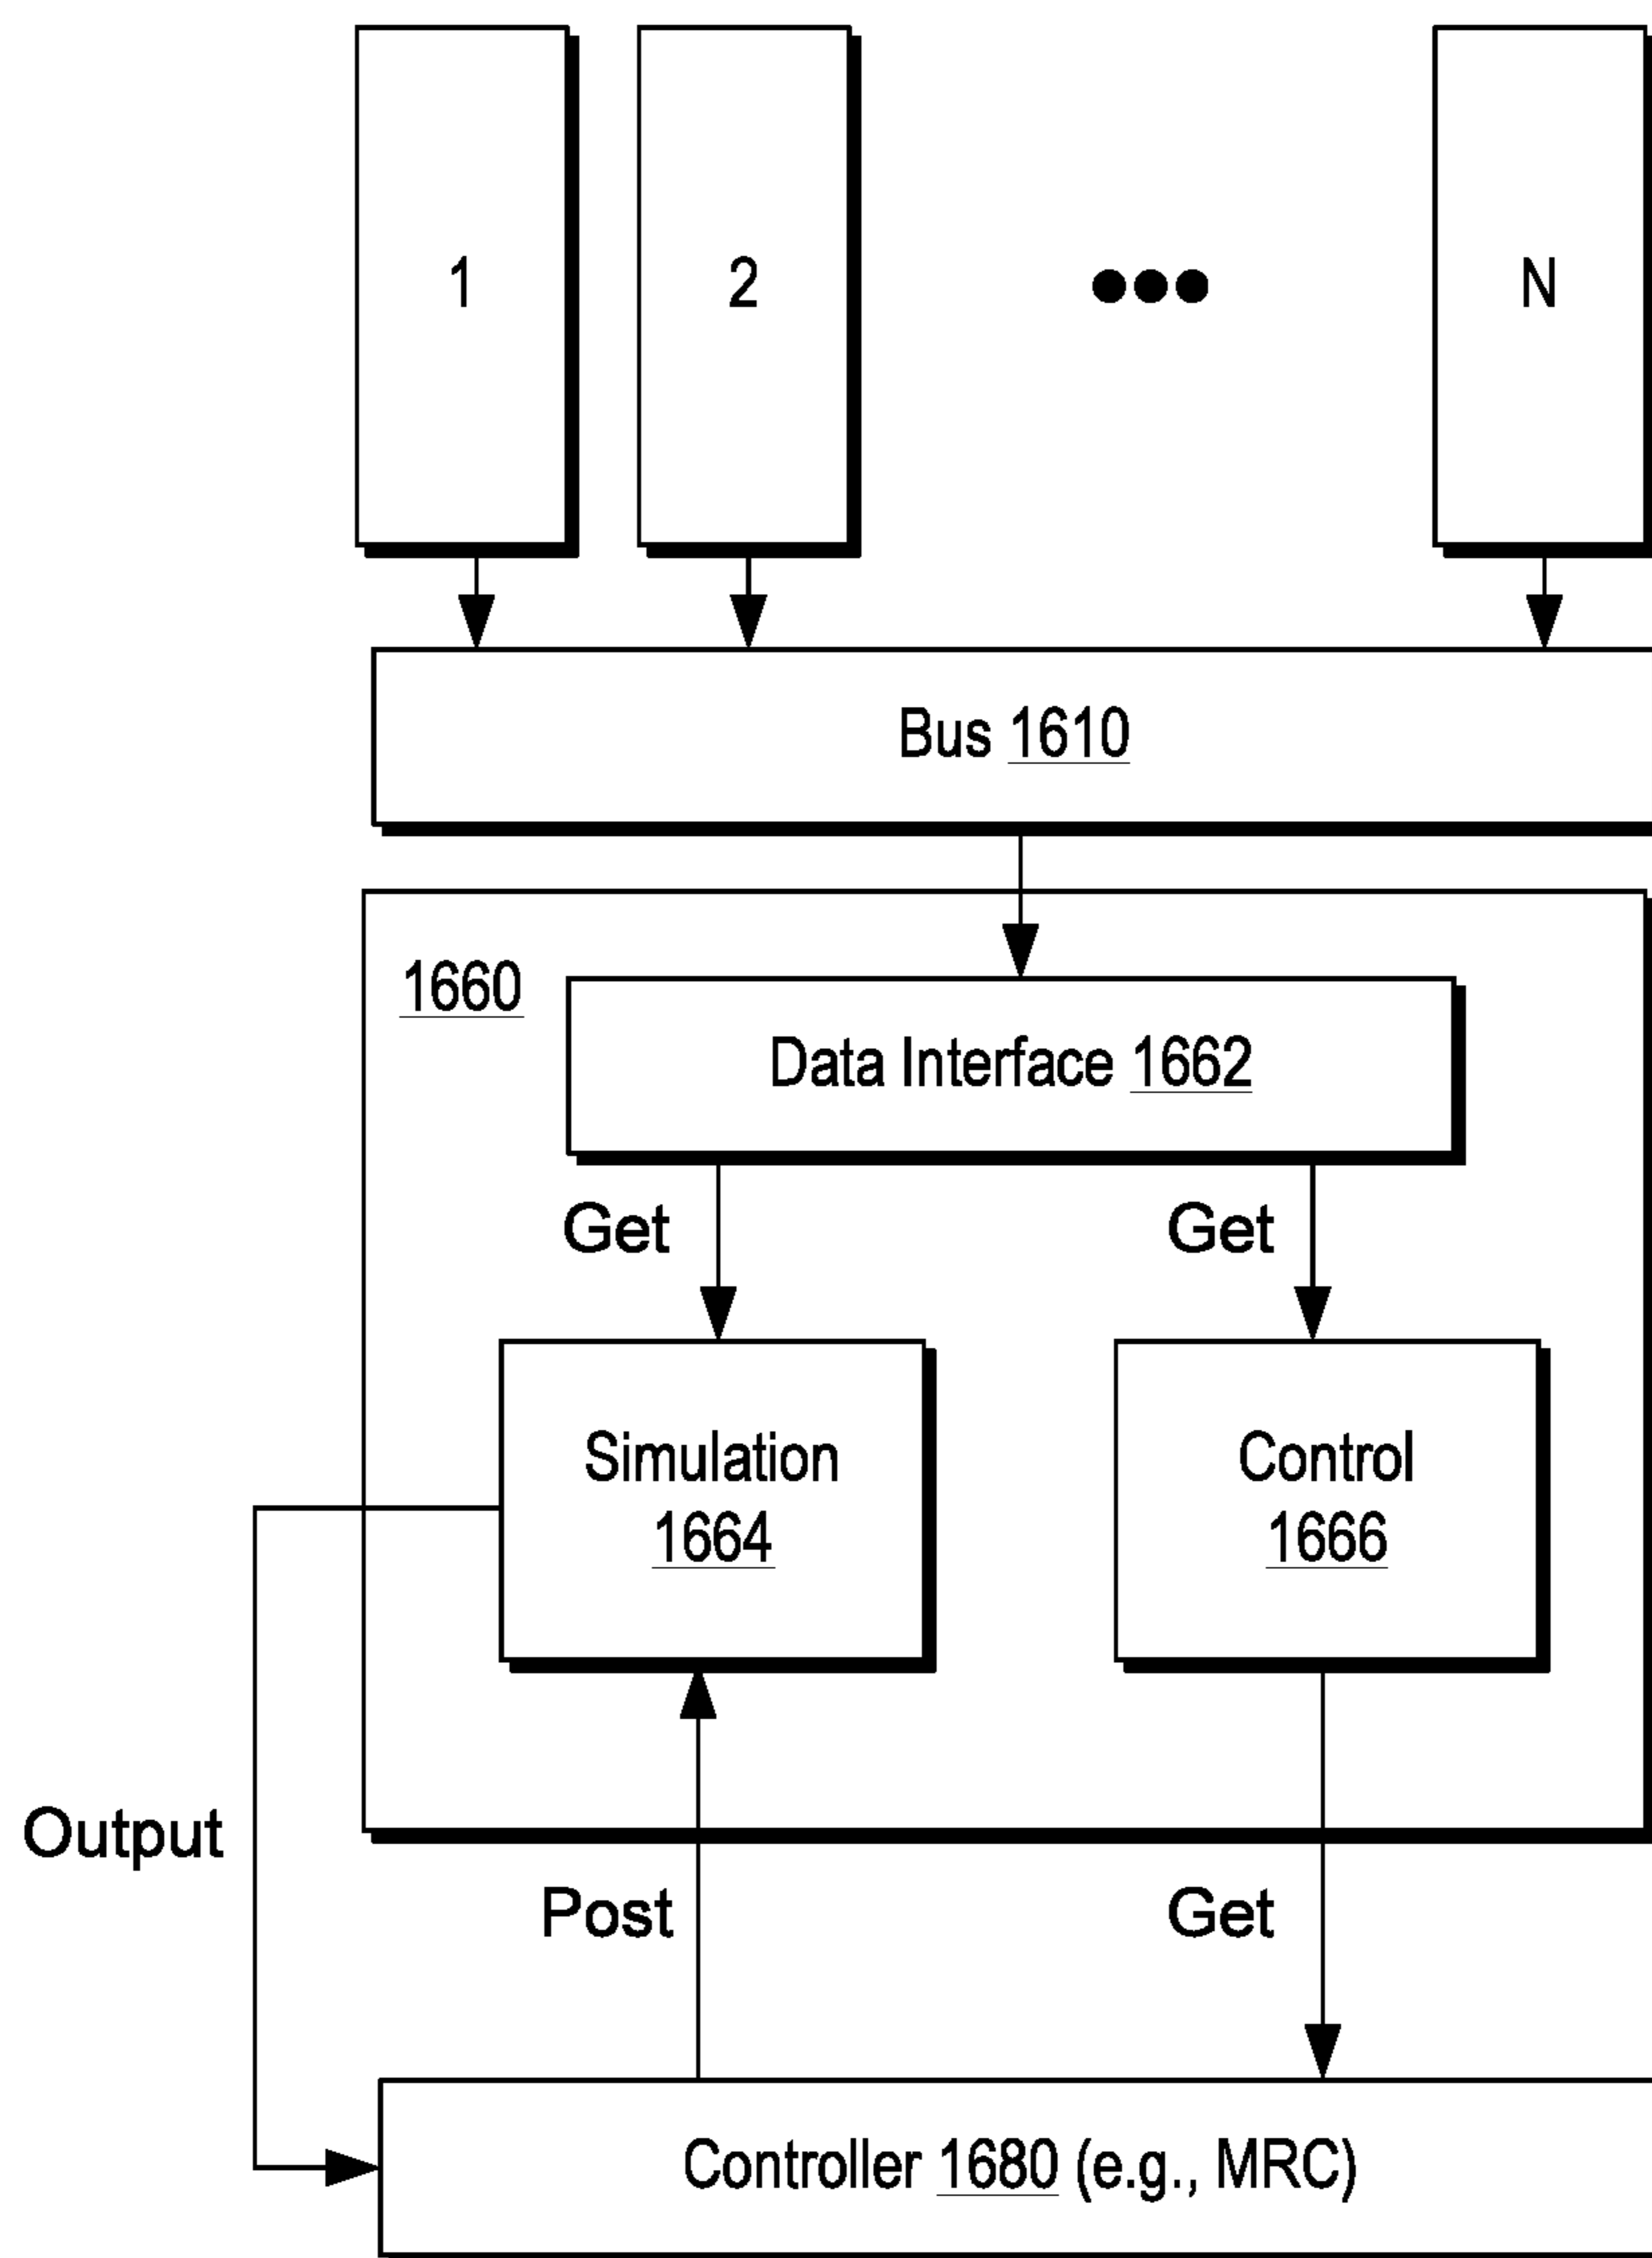 1
2
N
Bus 1610
1660
Data Interface 1662
Get
Get
Simulation
1664
Control
1666
Output
Post
Get
Controller 1680 (e.g., MRC)